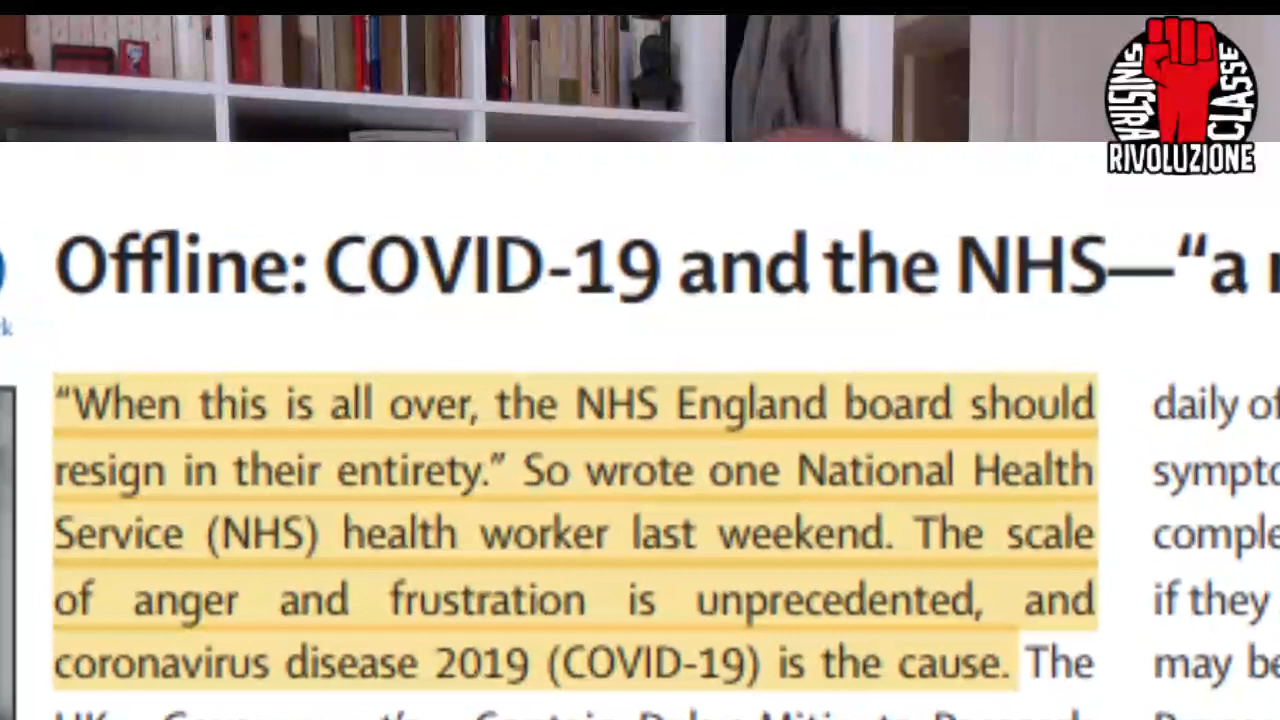 SINISTRA
CLASSE
RIVOLUZIONE
Offline: COVID-19 and the NHS—“a
“When this is all over, the NHS England board should
resign in their entirety.” So wrote one National Health
Service (NHS) health worker last weekend. The scale
of anger and frustration is unprecedented, and
coronavirus disease 2019 (COVID-19) is the cause. The
daily of
sympto
comple
if they
may be